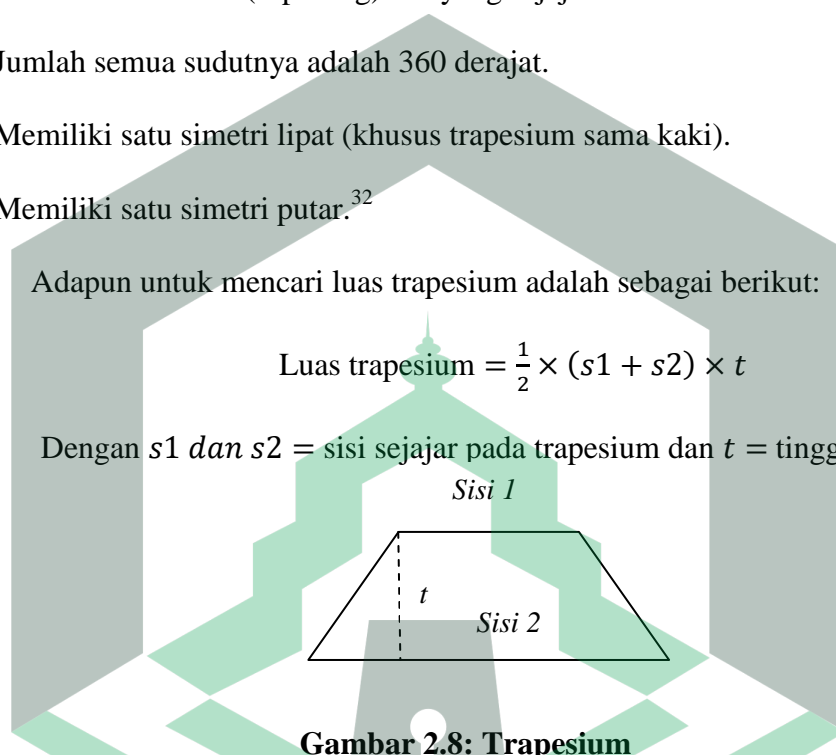 Jumlah semua sudutnya adalah 360 derajat.
Memiliki satu simetri lipat (khusus trapesium sama kaki).
Memiliki satu simetri putar.32
Adapun untuk mencari luas trapesium adalah sebagai berikut:
Luas trapesium = 1/2 × (s1 + s2) × t
Dengan s1 dan s2 = sisi sejajar pada trapesium dan t =
Sisi 1
t
Sisi 2
Gambar 2.8: Trapesium